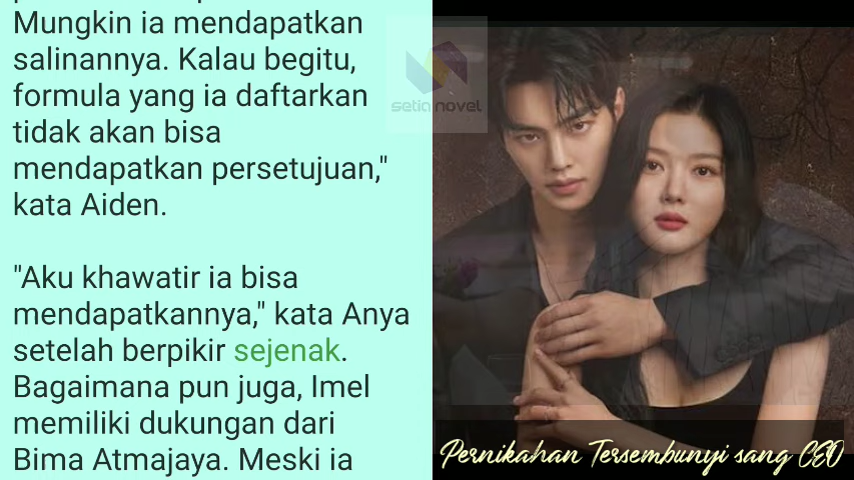 Mungkin ia mendapatkan
salinannya. Kalau begitu,
formula yang ia daftarkan
tidak akan bisa
mendapatkan persetujuan,"
kata Aiden.
"Aku khawatir ia bisa
mendapatkannya," kata Anya
setelah berpikir sejenak.
Bagaimana pun juga, Imel
memiliki dukungan dari
Bima Atmajaya. Meski ia
setia novel
Pernikahan Tersembunyi sang CEO